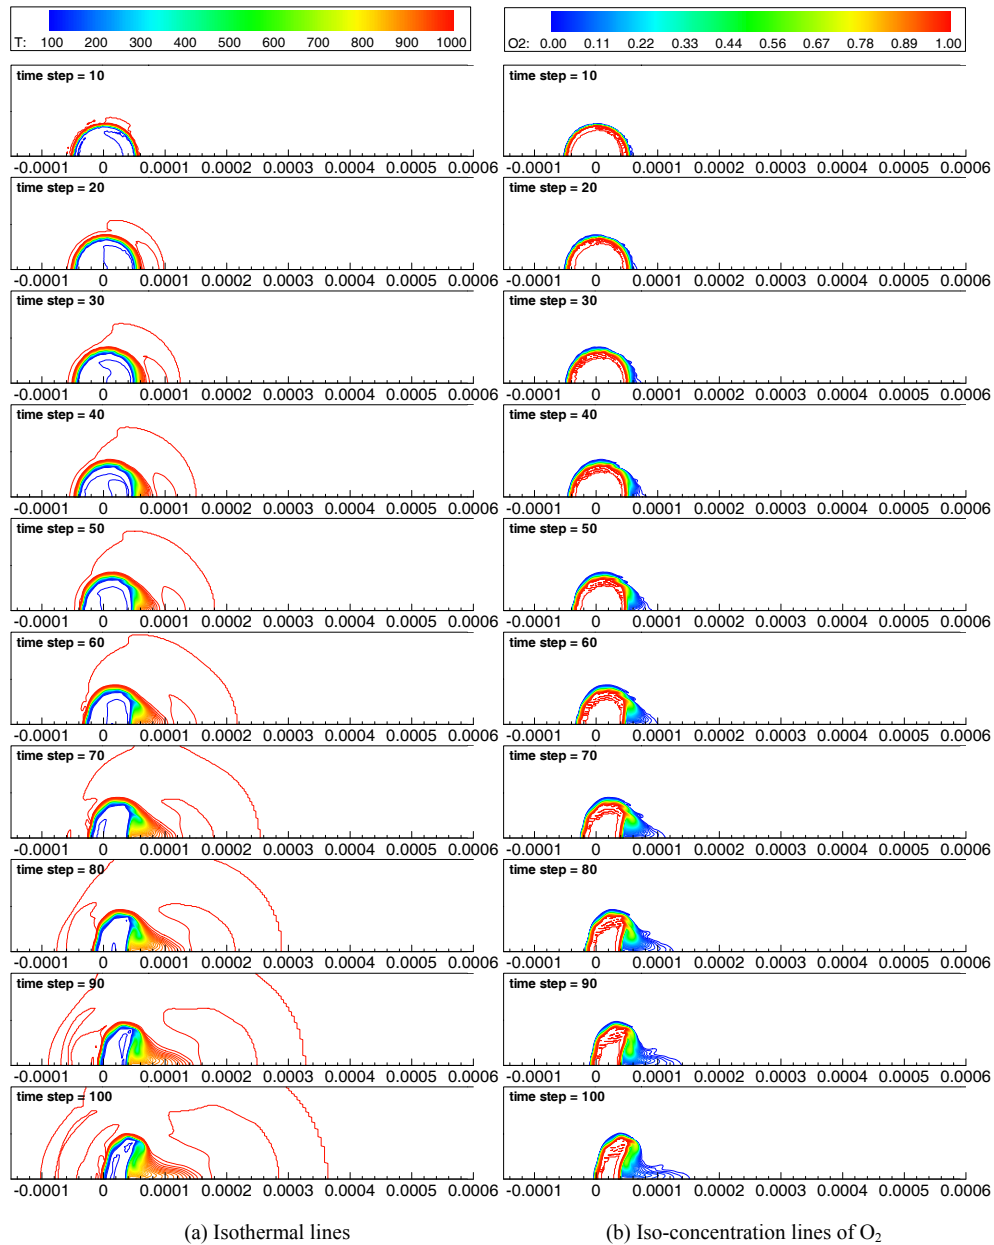 T: 100 200 300 400 500 600 700 800 900 1000
O2: 0.00 0.11 0.22 0.33 0.44 0.56 0.67 0.78 0.89 1.00
time step = 10
-0.0001 0 0.0001 0.0002 0.0003 0.0004 0.0005 0.0006
time step = 10
-0.0001 0 0.0001 0.0002 0.0003 0.0004 0.0005 0.0006
time step = 20
-0.0001 0 0.0001 0.0002 0.0003 0.0004 0.0005 0.0006
time step = 20
-0.0001 0 0.0001 0.0002 0.0003 0.0004 0.0005 0.0006
time step = 30
-0.0001 0 0.0001 0.0002 0.0003 0.0004 0.0005 0.0006
time step = 30
-0.0001 0 0.0001 0.0002 0.0003 0.0004 0.0005 0.0006
time step = 40
-0.0001 0 0.0001 0.0002 0.0003 0.0004 0.0005 0.0006
time step = 40
-0.0001 0 0.0001 0.0002 0.0003 0.0004 0.0005 0.0006
time step = 50
-0.0001 0 0.0001 0.0002 0.0003 0.0004 0.0005 0.0006
time step = 50
-0.0001 0 0.0001 0.0002 0.0003 0.0004 0.0005 0.0006
time step = 60
-0.0001 0 0.0001 0.0002 0.0003 0.0004 0.0005 0.0006
time step = 60
-0.0001 0 0.0001 0.0002 0.0003 0.0004 0.0005 0.0006
time step = 70
-0.0001 0 0.0001 0.0002 0.0003 0.0004 0.0005 0.0006
time step = 70
-0.0001 0 0.0001 0.0002 0.0003 0.0004 0.0005 0.0006
time step = 80
-0.0001 0 0.0001 0.0002 0.0003 0.0004 0.0005 0.0006
time step = 80
-0.0001 0 0.0001 0.0002 0.0003 0.0004 0.0005 0.0006
time step = 90
-0.0001 0 0.0001 0.0002 0.0003 0.0004 0.0005 0.0006
time step = 90
-0.0001 0 0.0001 0.0002 0.0003 0.0004 0.0005 0.0006
time step = 100
-0.0001 0 0.0001 0.0002 0.0003 0.0004 0.0005 0.0006
time step = 100
-0.0001 0 0.0001 0.0002 0.0003 0.0004 0.0005 0.0006
(a) Isothermal lines
(b) Iso-concentration lines of O₂